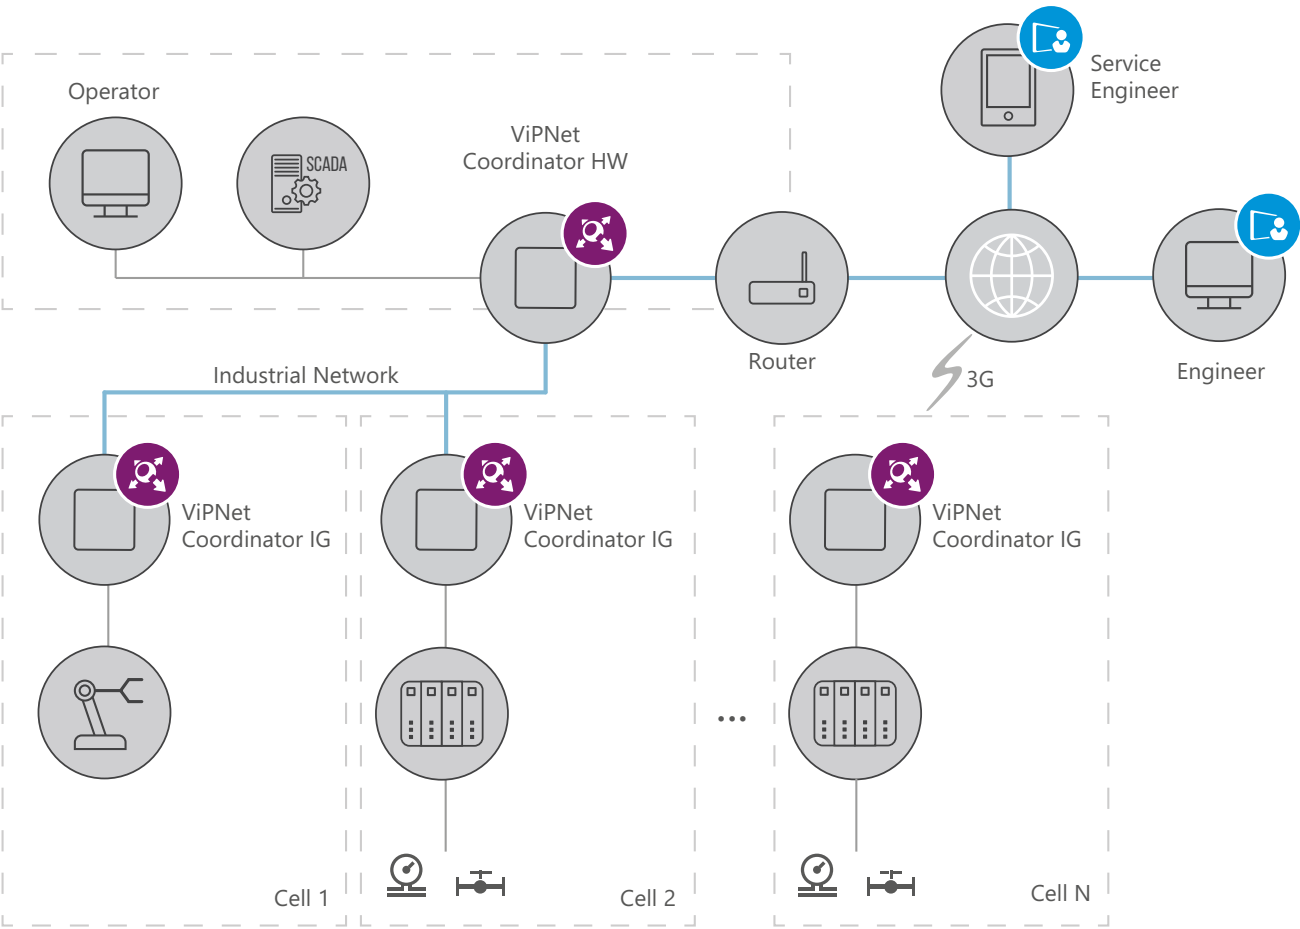 Operator
SCADA
ViPNet
Coordinator HW
Service
Engineer
Router
Engineer
3G
Industrial Network
ViPNet
Coordinator IG
ViPNet
Coordinator IG
ViPNet
Coordinator IG
...
Cell 1
Cell 2
Cell N